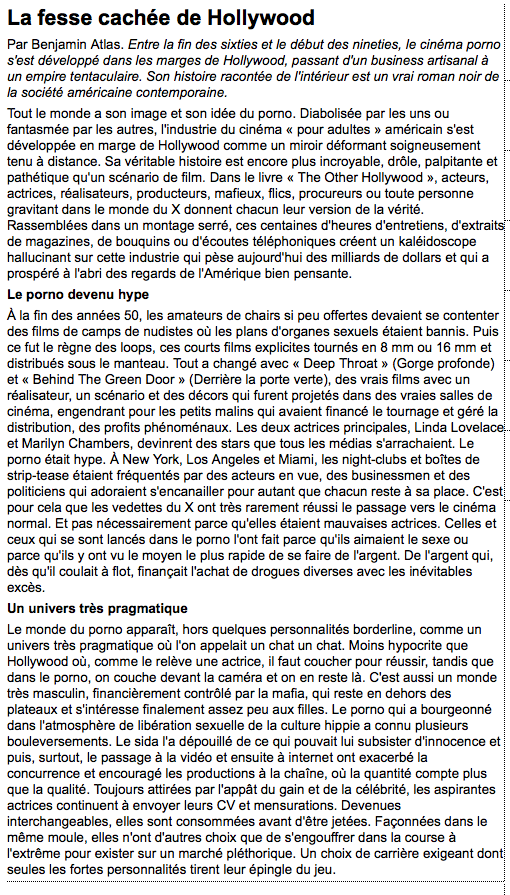 La fesse cachée de Hollywood
Par Benjamin Atlas. Entre la fin des sixties et le début des nineties, le cinéma porno
s'est développé dans les marges de Hollywood, passant d'un business artisanal à
un empire tentaculaire. Son histoire racontée de l'intérieur est un vrai roman noir de
la société américaine contemporaine.
Tout le monde a son image et son idée du porno. Diabolisée par les uns ou
fantasmée par les autres, l'industrie du cinéma « pour adultes » américain s'est
développée en marge de Hollywood comme un miroir déformant soigneusement
tenu à distance. Sa véritable histoire est encore plus incroyable, drôle, palpitante et
pathétique qu'un scénario de film. Dans le livre « The Other Hollywood », acteurs,
actrices, réalisateurs, producteurs, mafieux, flics, procureurs ou toute personne
gravitant dans le monde du X donnent chacun leur version de la vérité.
Rassemblées dans un montage serré, ces centaines d'heures d'entretiens, d'extraits
de magazines, de bouquins ou d'écoutes téléphoniques créent un kaléidoscope
hallucinant sur cette industrie qui pèse aujourd'hui des milliards de dollars et qui a
prospéré à l'abri des regards de l'Amérique bien pensante.
Le porno devenu hype
À la fin des années 50, les amateurs de chairs si peu offertes devaient se contenter
des films de camps de nudistes où les plans d'organes sexuels étaient bannis. Puis
ce fut le règne des loops, ces courts films explicites tournés en 8 mm ou 16 mm et
distribués sous le manteau. Tout a changé avec « Deep Throat » (Gorge profonde)
et « Behind The Green Door » (Derrière la porte verte), des vrais films avec un
réalisateur, un scénario et des décors qui furent projetés dans des vraies salles de
cinéma, engendrant pour les petits malins qui avaient financé le tournage et géré la
distribution, des profits phénoménaux. Les deux actrices principales, Linda Lovelace
et Marilyn Chambers, devinrent des stars que tous les médias s'arrachaient. Le
porno était hype. À New York, Los Angeles et Miami, les night-clubs et boîtes de
strip-tease étaient fréquentés par des acteurs en vue, des businessmen et des
politiciens qui adoraient s'encanailler pour autant que chacun reste à sa place. C'est
pour cela que les vedettes du X ont très rarement réussi le passage vers le cinéma
normal. Et pas nécessairement parce qu'elles étaient mauvaises actrices. Celles et
ceux qui se sont lancés dans le porno l'ont fait parce qu'ils aimaient le sexe ou
parce qu'ils y ont vu le moyen le plus rapide de se faire de l'argent. De l'argent qui,
dès qu'il coulait à flot, finançait l'achat de drogues diverses avec les inévitables
excès.
Un univers très pragmatique
Le monde du porno apparaît, hors quelques personnalités borderline, comme un
univers très pragmatique où l'on appelait un chat un chat. Moins hypocrite que
Hollywood où, comme le relève une actrice, il faut coucher pour réussir, tandis que
dans le porno, on couche devant la caméra et on en reste là. C'est aussi un monde
très masculin, financièrement contrôlé par la mafia, qui reste en dehors des
plateaux et s'intéresse finalement assez peu aux filles. Le porno qui a bourgeonné
dans l'atmosphère de libération sexuelle de la culture hippie a connu plusieurs
bouleversements. Le sida l'a dépouillé de ce qui pouvait lui subsister d'innocence et
puis, surtout, le passage à la vidéo et ensuite à internet ont exacerbé la
concurrence et encouragé les productions à la chaîne, où la quantité compte plus
que la qualité. Toujours attirées par l'appât du gain et de la célébrité, les aspirantes
actrices continuent à envoyer leurs CV et mensurations. Devenues
interchangeables, elles sont consommées avant d'être jetées. Façonnées dans le
même moule, elles n'ont d'autres choix que de s'engouffrer dans la course à
l'extrême pour exister sur un marché pléthorique. Un choix de carrière exigeant dont
seules les fortes personnalités tirent leur épingle du jeu.